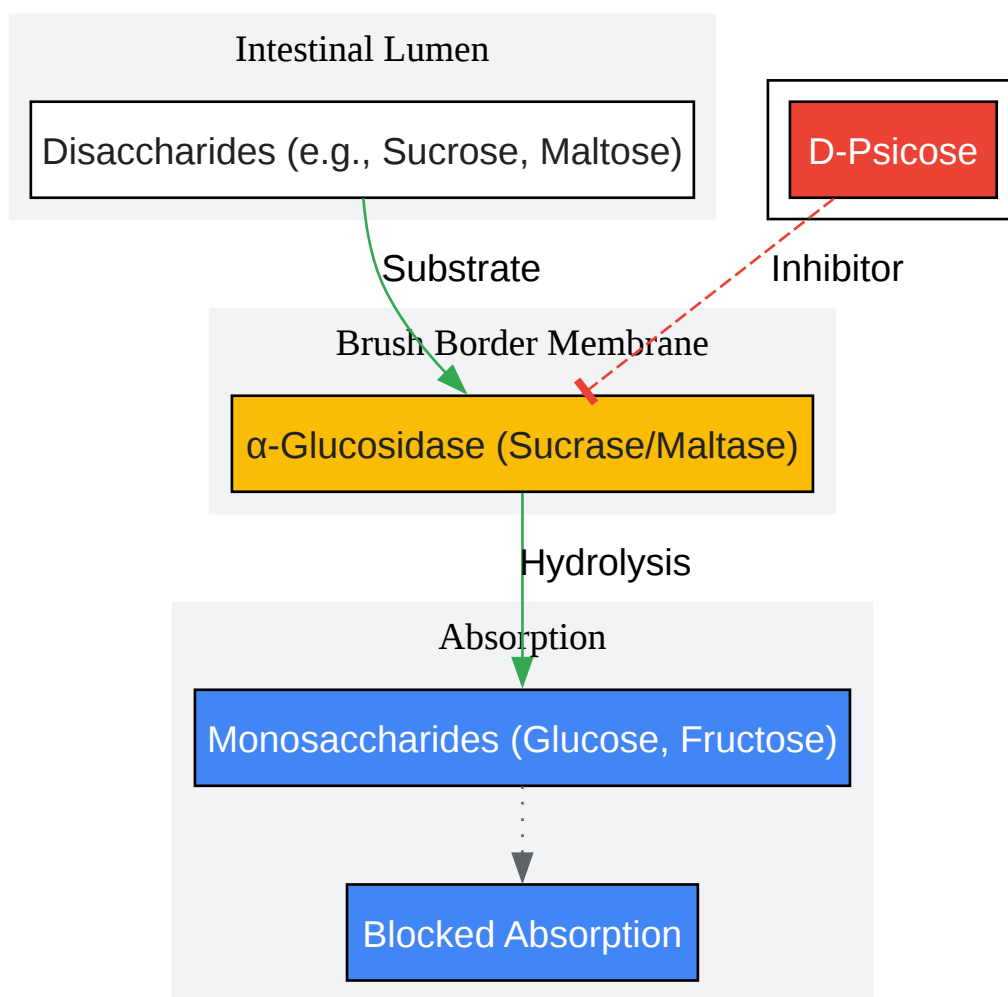 Intestinal Lumen
Disaccharides (e.g., Sucrose, Maltose)
D-Psicose
Substrate
Inhibitor
Brush Border Membrane
α-Glucosidase (Sucrase/Maltase)
Hydrolysis
Absorption
Monosaccharides (Glucose, Fructose)
Blocked Absorption